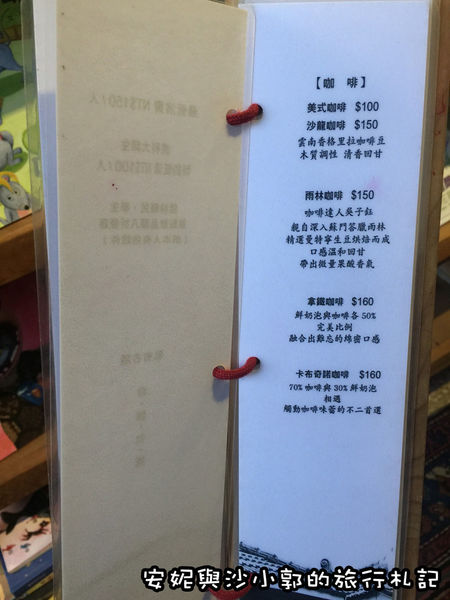 【咖 啡】
美式咖啡 $100
沙龍咖啡 $150
雲南香格里拉咖啡豆
木質調性 清香回甘
雨林咖啡 $150
咖啡達人吳子鈺
親自深入蘇門答臘雨林
精選曼特寧生豆烘焙而成
口感溫和回甘
帶出微量果酸香氣
拿鐵咖啡 $160
鮮奶泡與咖啡各50%
完美比例
融合出難忘的綿密口感
卡布奇諾咖啡 $160
70%咖啡與30%鮮奶泡
相遇
觸動咖啡味蕾的不二首選
安妮與沙小郭的旅行札記